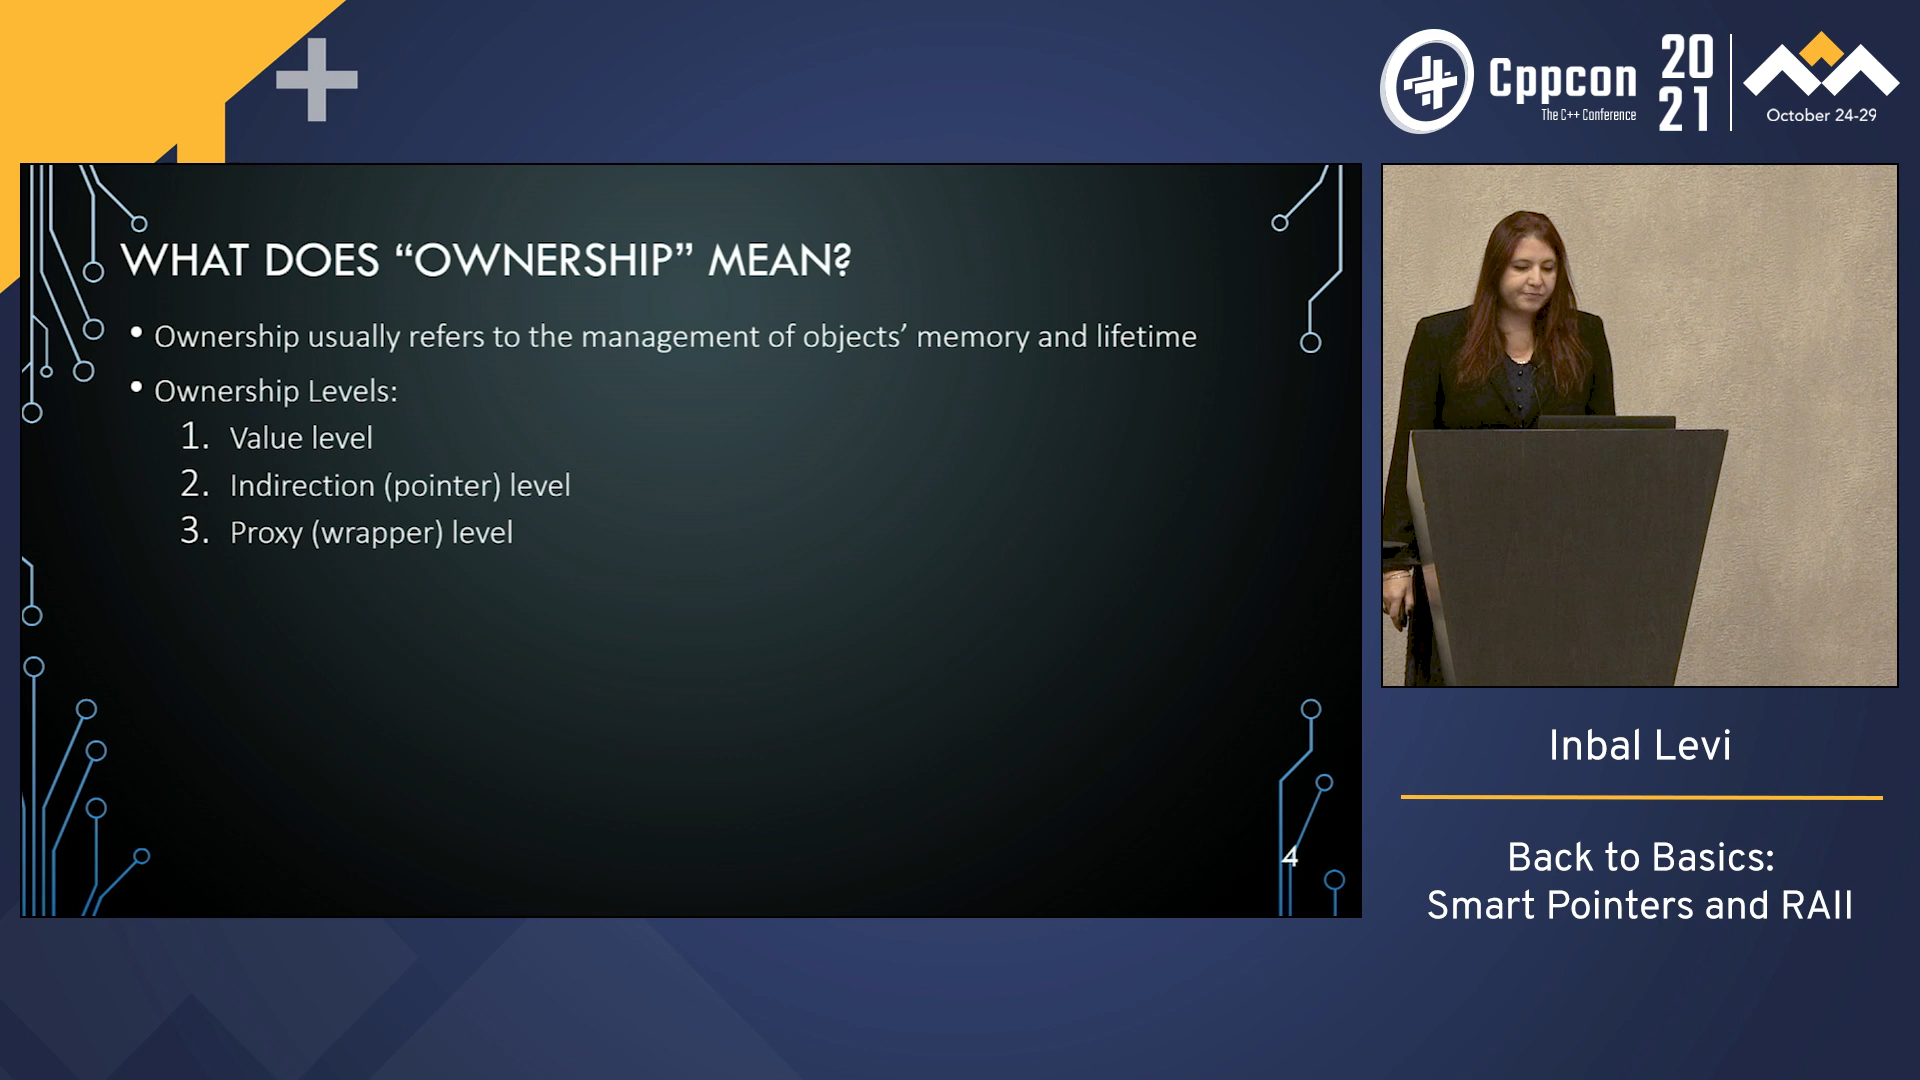 Cppcon
The C++ Conference
20
21
October 24-29
WHAT DOES “OWNERSHIP” MEAN?
• Ownership usually refers to the management of objects’ memory and lifetime
• Ownership Levels:
1. Value level
2. Indirection (pointer) level
3. Proxy (wrapper) level
4
Inbal Levi
Back to Basics:
Smart Pointers and RAII